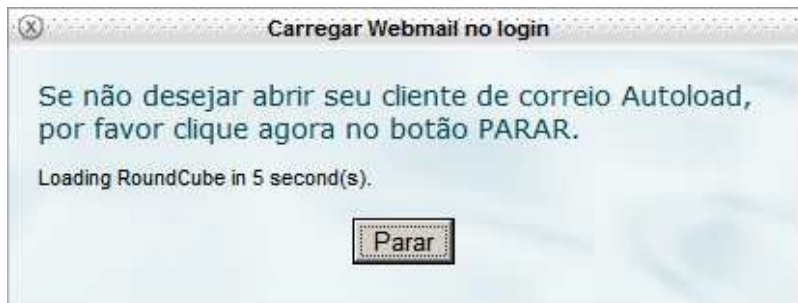 Carregar Webmail no login
Se não desejar abrir seu cliente de correio Autoload,
por favor clique agora no botão PARAR.
Loading RoundCube in 5 second(s).
Parar